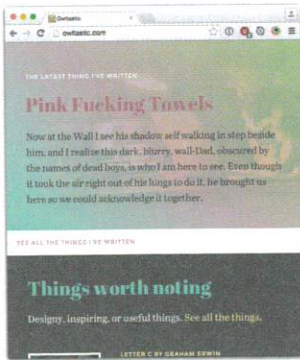 Owltastic
owltastic.com
THE LATEST THING I'VE WRITTEN
Pink Fucking Towels
Now at the Wall I see his shadow self walking in step beside
him, and I realize this dark, blurry, wall-Dad, obscured by
the names of dead boys, is who I am here to see. Even though
it took the air right out of his lungs to do it, he brought us
here so we could acknowledge it together.
SEE ALL THE THINGS I'VE WRITTEN
Things worth noting
Designy, inspiring, or useful things. See all the things.
LETTER C BY GRAHAM ERWIN